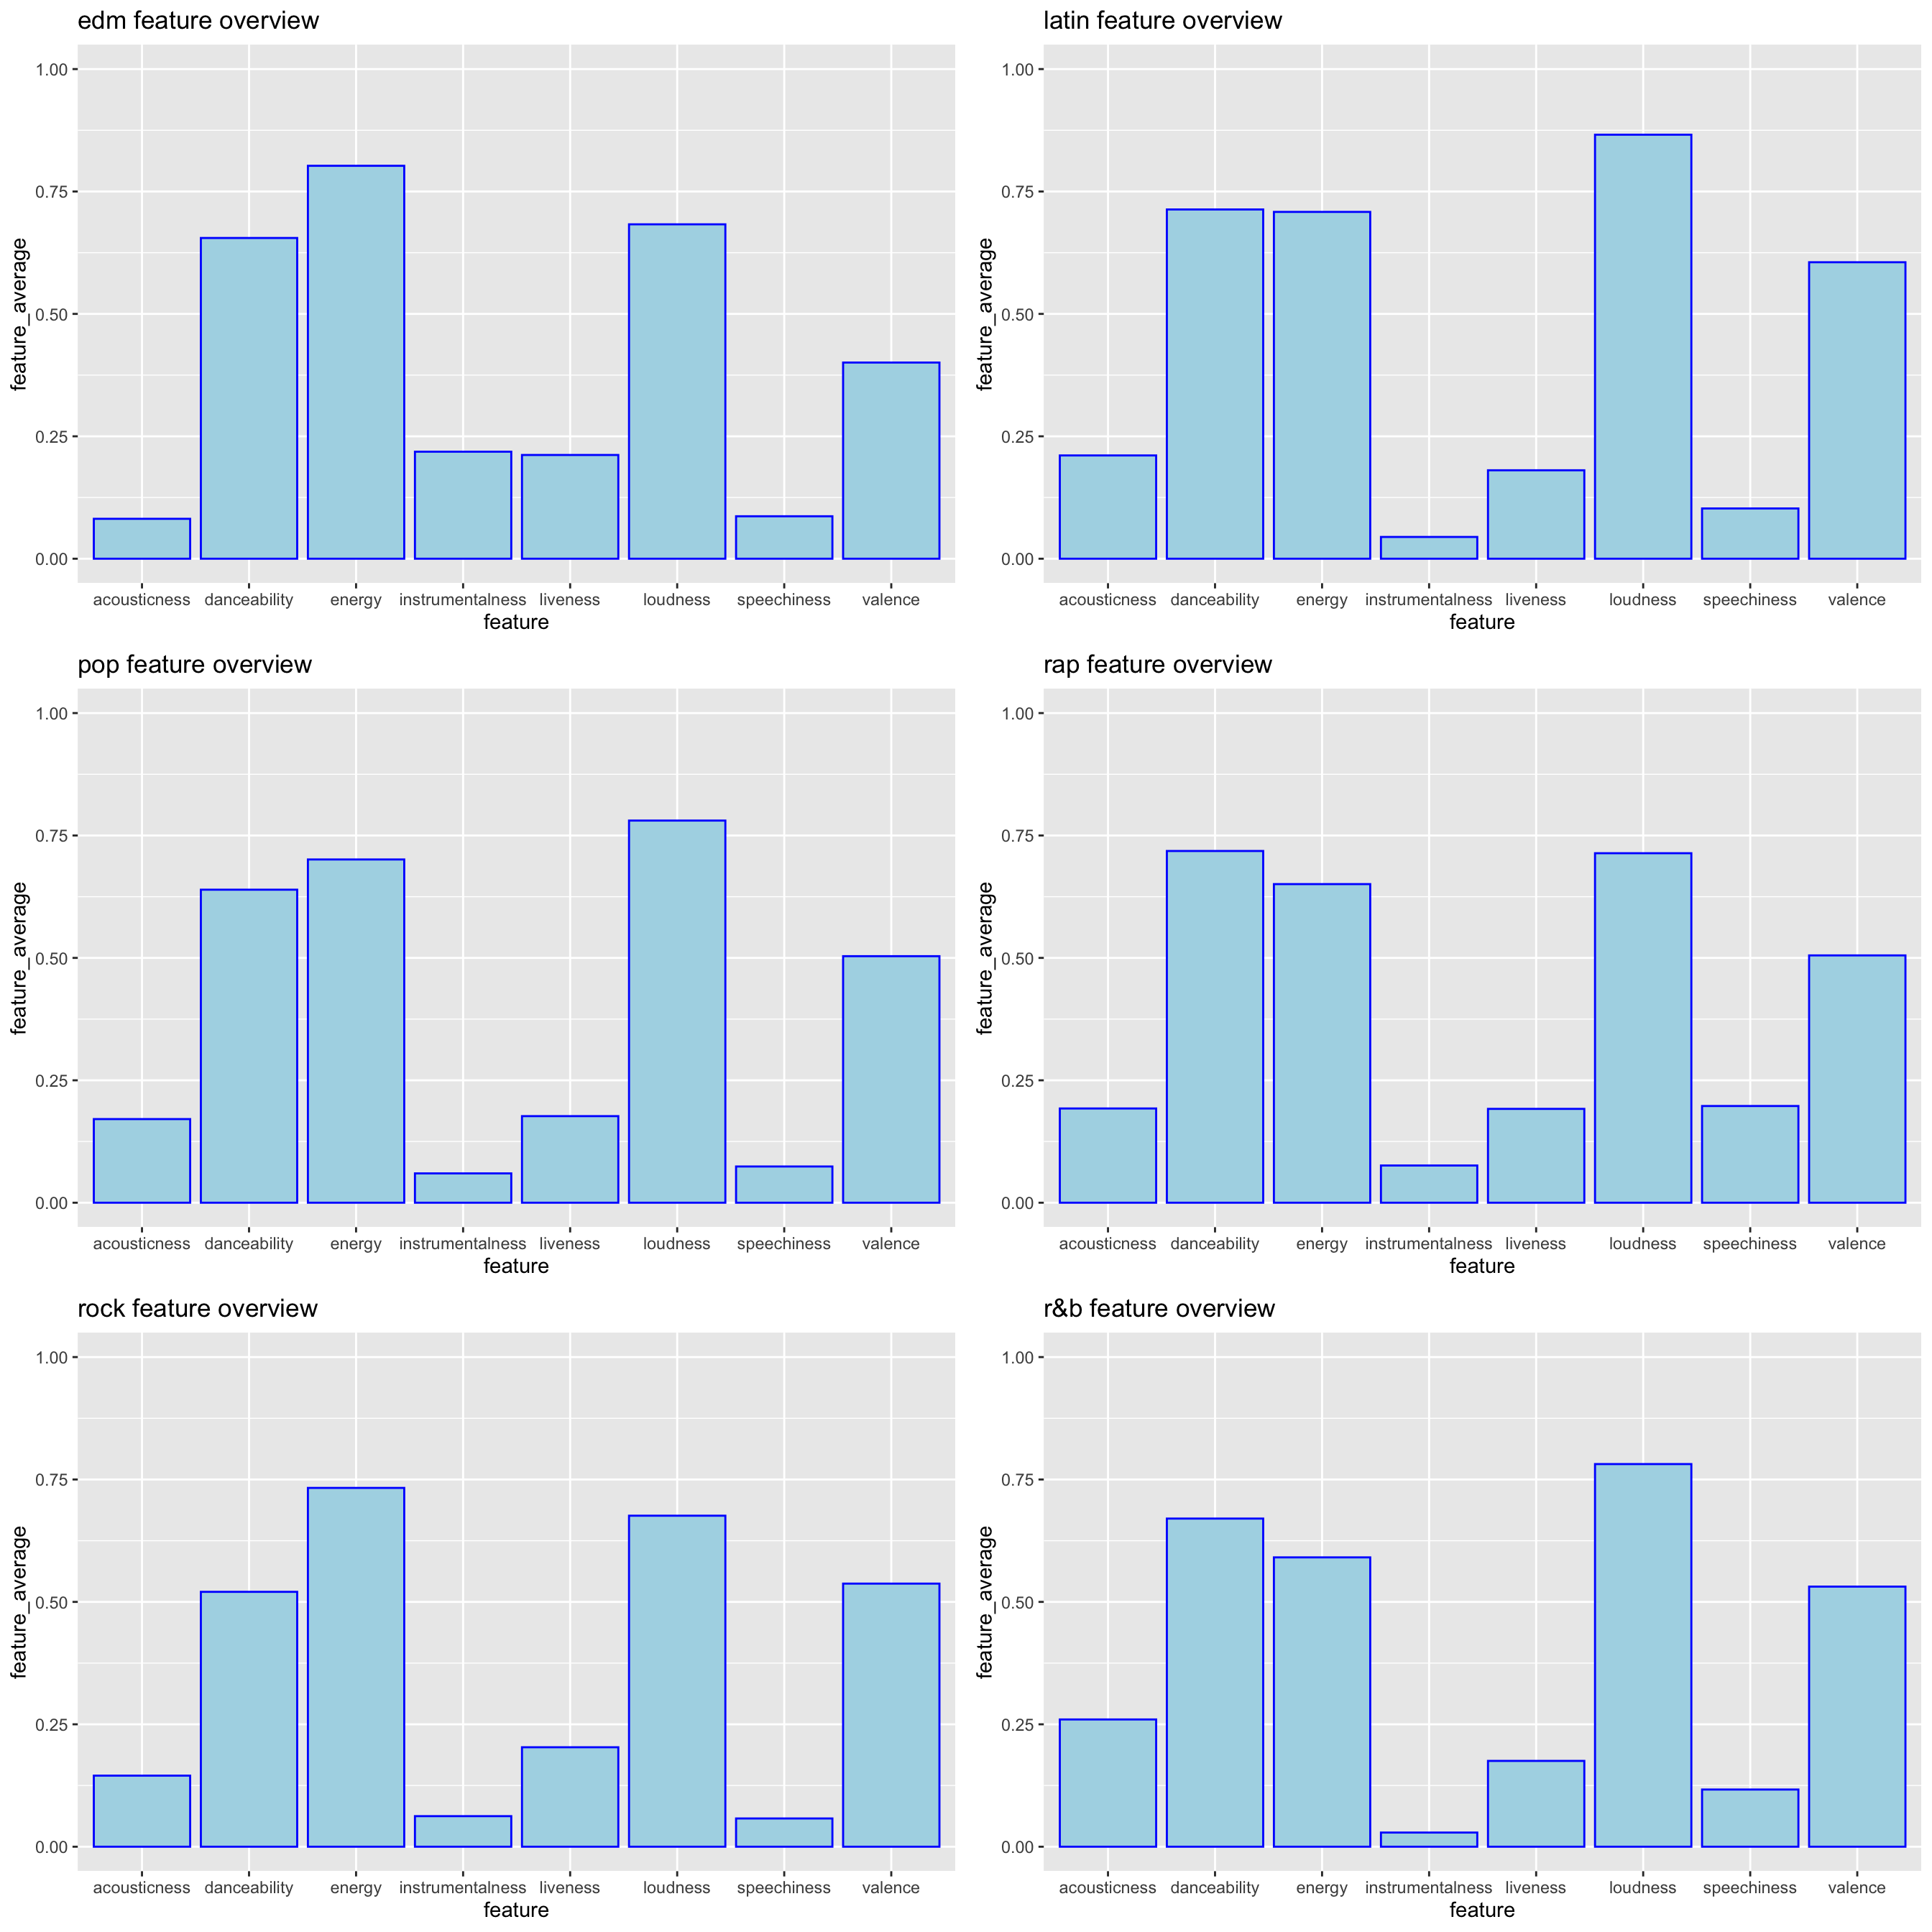 edm feature overview
1.00
0.75
0.50
0.25
0.00
feature_average
acousticness danceability energy instrumentalness liveness loudness speechiness valence
feature
latin feature overview
1.00
0.75
0.50
0.25
0.00
feature_average
acousticness danceability energy instrumentalness liveness loudness speechiness valence
feature
pop feature overview
1.00
0.75
0.50
0.25
0.00
feature_average
acousticness danceability energy instrumentalness liveness loudness speechiness valence
feature
rap feature overview
1.00
0.75
0.50
0.25
0.00
feature_average
acousticness danceability energy instrumentalness liveness loudness speechiness valence
feature
rock feature overview
1.00
0.75
0.50
0.25
0.00
feature_average
acousticness danceability energy instrumentalness liveness loudness speechiness valence
feature
r&b feature overview
1.00
0.75
0.50
0.25
0.00
feature_average
acousticness danceability energy instrumentalness liveness loudness speechiness valence
feature